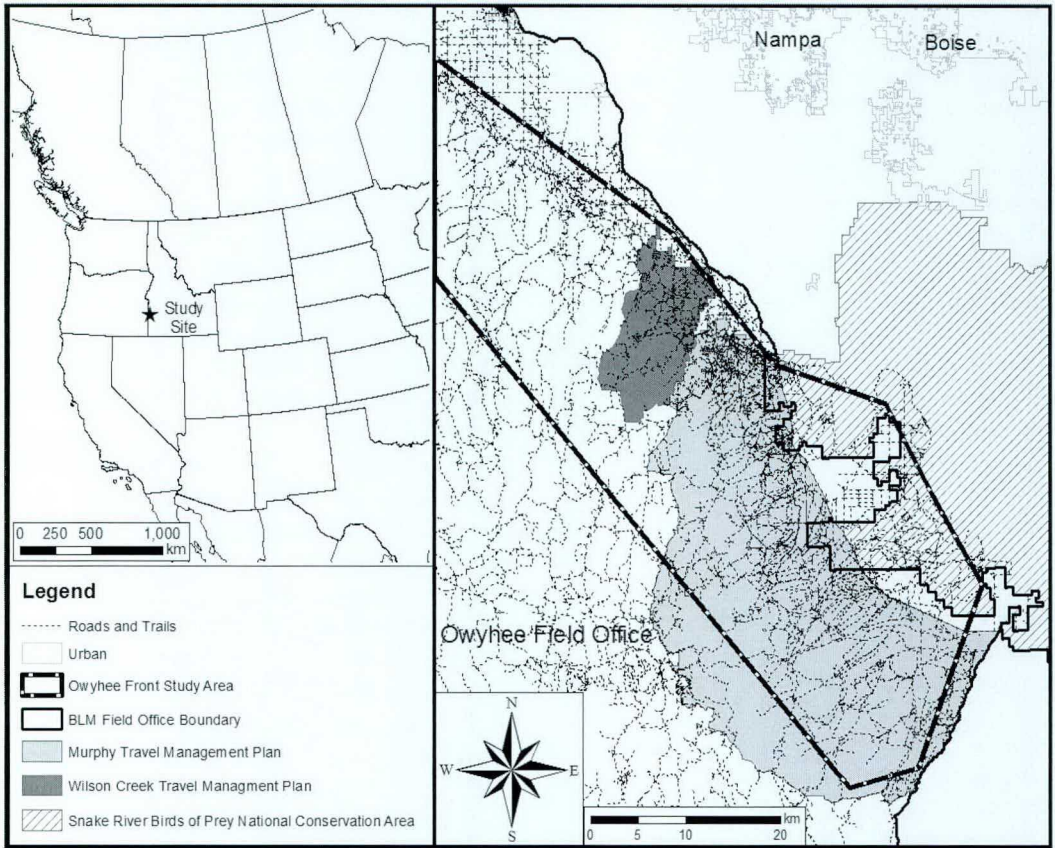 Study
Site
0 250 500 1,000
km
Legend
Roads and Trails
Urban
Owyhee Front Study Area
BLM Field Office Boundary
Murphy Travel Management Plan
Wilson Creek Travel Managment Plan
Snake River Birds of Prey National Conservation Area
Nampa Boise
Owyhee Field Office
N
W E
S
km
0 5 10 20